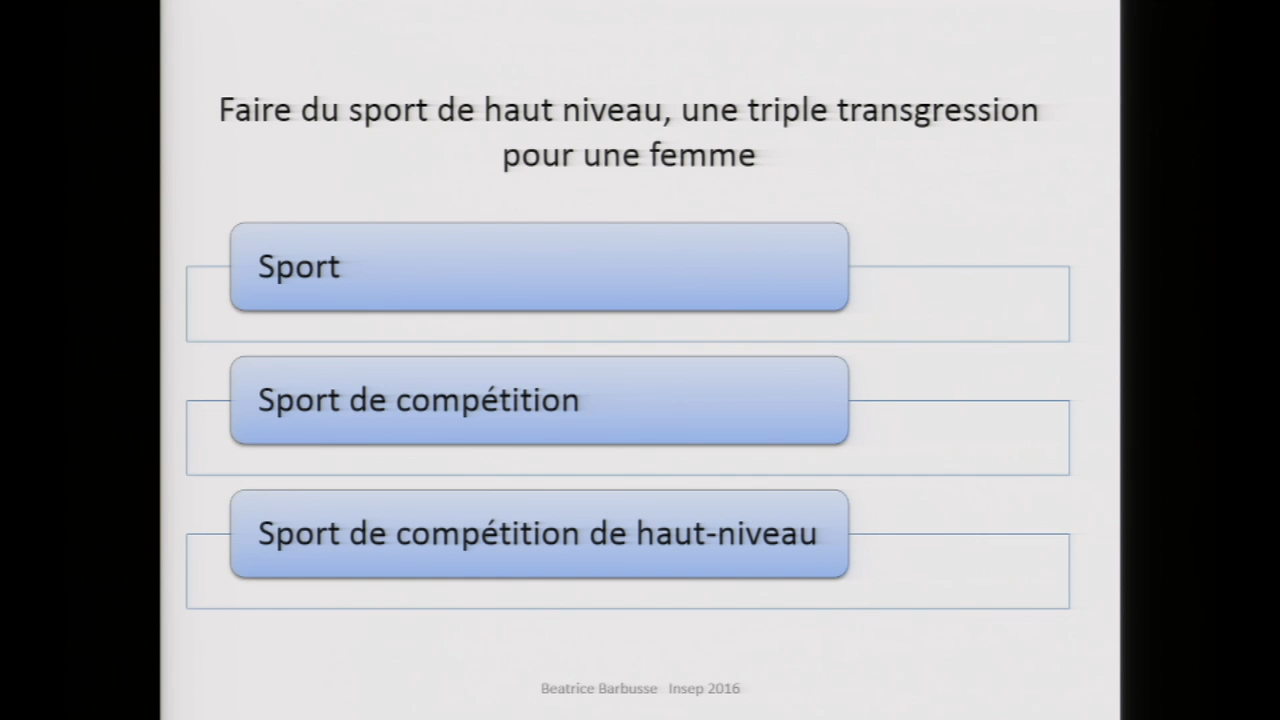 Faire du sport de haut niveau, une triple transgression
pour une femme
Sport
Sport de compétition
Sport de compétition de haut-niveau
Beatrice Barbusse Insep 2016